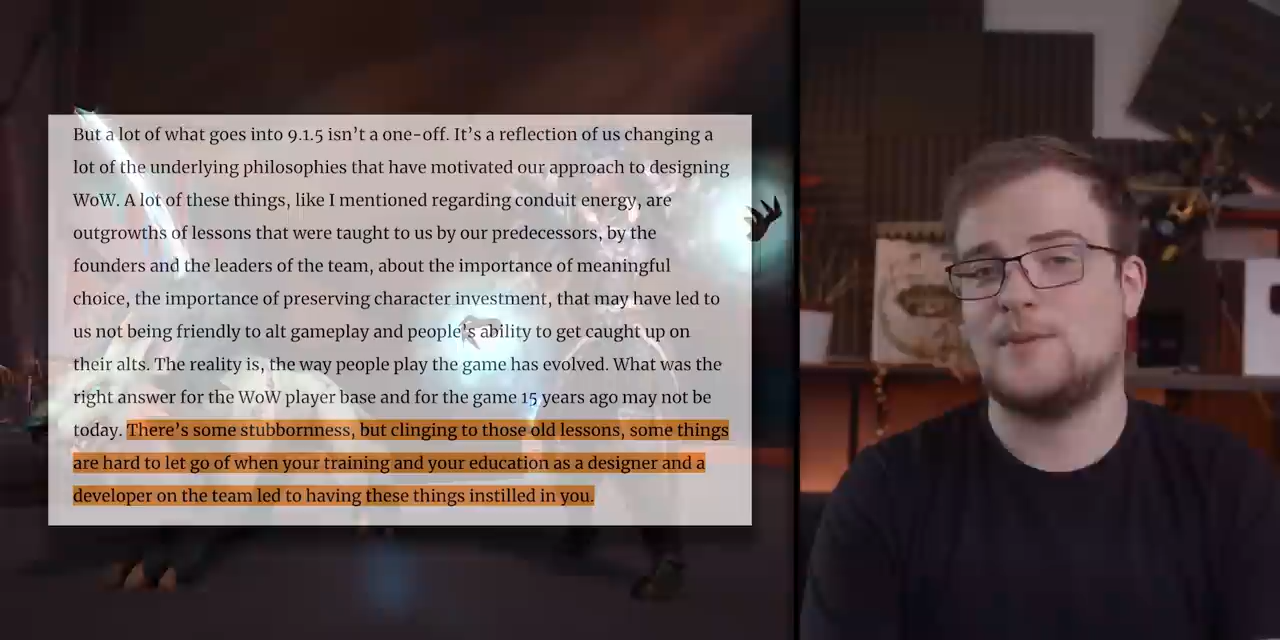 But a lot of what goes into 9.1.5 isn’t a one-off. It’s a reflection of us changing a
lot of the underlying philosophies that have motivated our approach to designing
WoW. A lot of these things, like I mentioned regarding conduit energy, are
outgrowths of lessons that were taught to us by our predecessors, by the
founders and the leaders of the team, about the importance of meaningful
choice, the importance of preserving character investment, that may have led to
us not being friendly to alt gameplay and people’s ability to get caught up on
their alts. The reality is, the way people play the game has evolved. What was the
right answer for the WoW player base and for the game 15 years ago may not be
today. There’s some stubbornness, but clinging to those old lessons, some things
are hard to let go of when your training and your education as a designer and a
developer on the team led to having these things instilled in you.